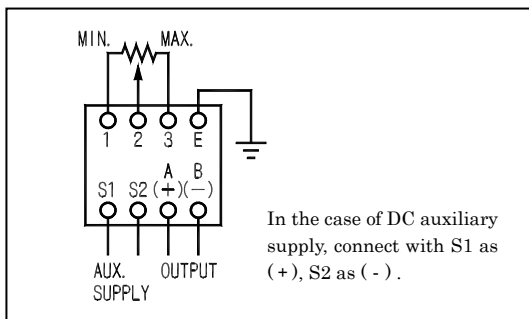 MIN. MAX.
1 2 3 E
A B
S1 S2 (+) (−)
AUX. OUTPUT
SUPPLY
In the case of DC auxiliary
supply, connect with S1 as
(+), S2 as (-).